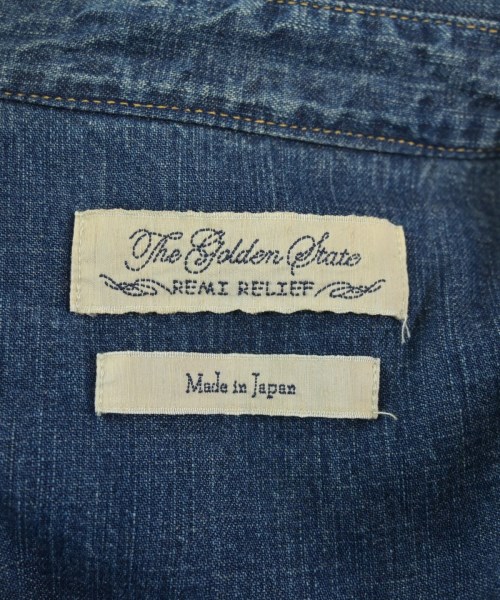 The Golden State
REMI RELIEF
Made in Japan